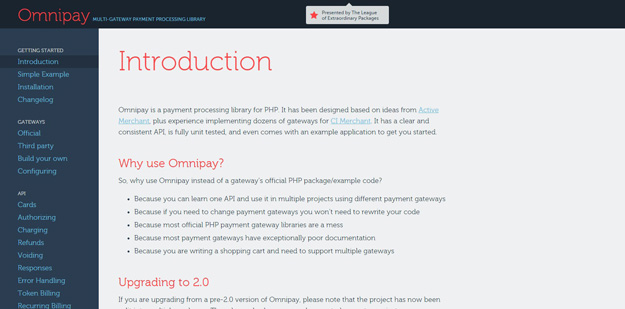 Omnipay MULTI-GATEWAY PAYMENT PROCESSING LIBRARY
Presented by The League
of Extraordinary Packages
GETTING STARTED
Introduction
Simple Example
Installation
Changelog
GATEWAYS
Official
Third party
Build your own
Configuring
API
Cards
Authorizing
Charging
Refunds
Voiding
Responses
Error Handling
Token Billing
Recurring Billing
Introduction
Omnipay is a payment processing library for PHP. It has been designed based on ideas from Active
Merchant, plus experience implementing dozens of gateways for CI Merchant. It has a clear and
consistent API, is fully unit tested, and even comes with an example application to get you started.
Why use Omnipay?
So, why use Omnipay instead of a gateway's official PHP package/example code?
• Because you can learn one API and use it in multiple projects using different payment gateways
• Because if you need to change payment gateways you won't need to rewrite your code
• Because most official PHP payment gateway libraries are a mess
• Because most payment gateways have exceptionally poor documentation
• Because you are writing a shopping cart and need to support multiple gateways
Upgrading to 2.0
If you are upgrading from a pre-2.0 version of Omnipay, please note that the project has now been